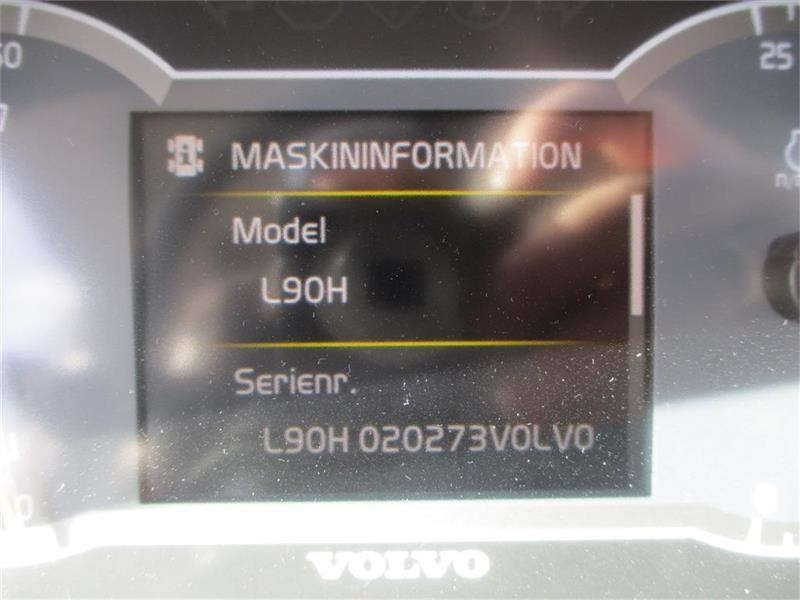 MASKININFORMATION
25
Model
L90H
Serienr.
L90H 020273VOLVO
VOLVO